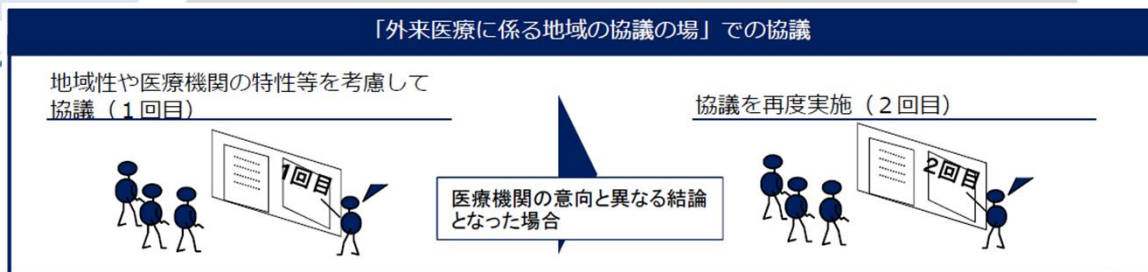 「外来医療に係る地域の協議の場」での協議
地域性や医療機関の特性等を考慮して
協議（１回目）
1回目
医療機関の意向と異なる結論
となった場合
協議を再度実施（２回目）
2回目